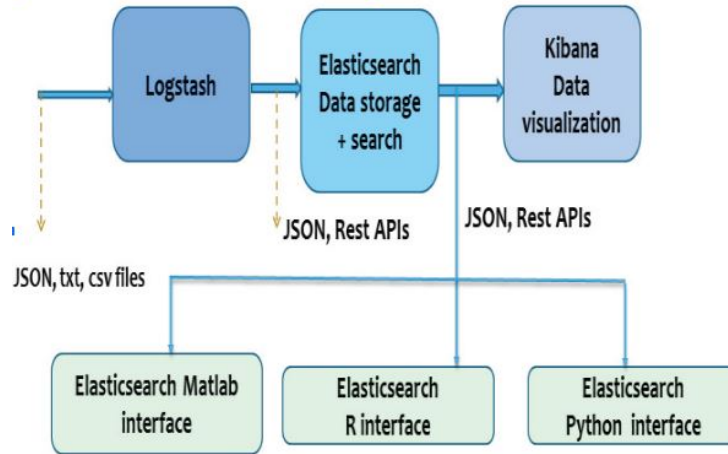 Logstash
Elasticsearch
Data storage
+ search
Kibana
Data
visualization
JSON, Rest APIs
JSON, Rest APIs
JSON, txt, csv files
Elasticsearch Matlab
interface
Elasticsearch
R interface
Elasticsearch
Python interface